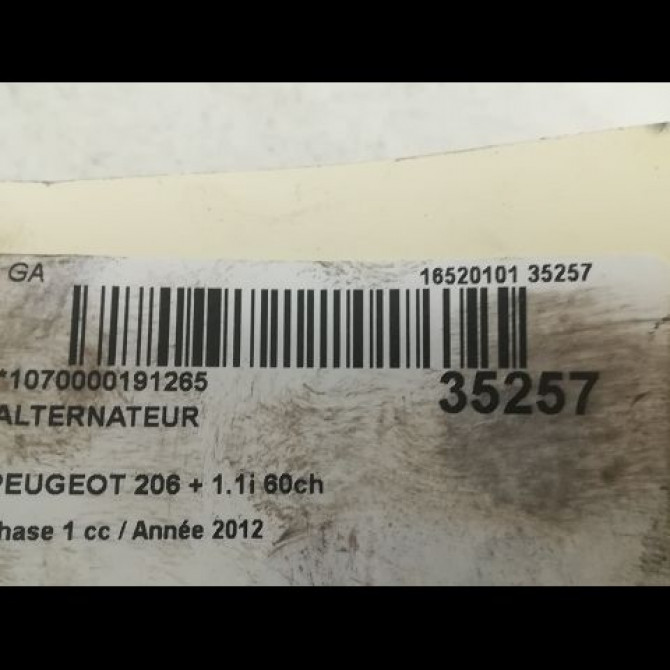 GA
16520101 35257
*1070000191265
35257
ALTERNATEUR
PEUGEOT 206 + 1.1i 60ch
hase 1 cc / Année 2012